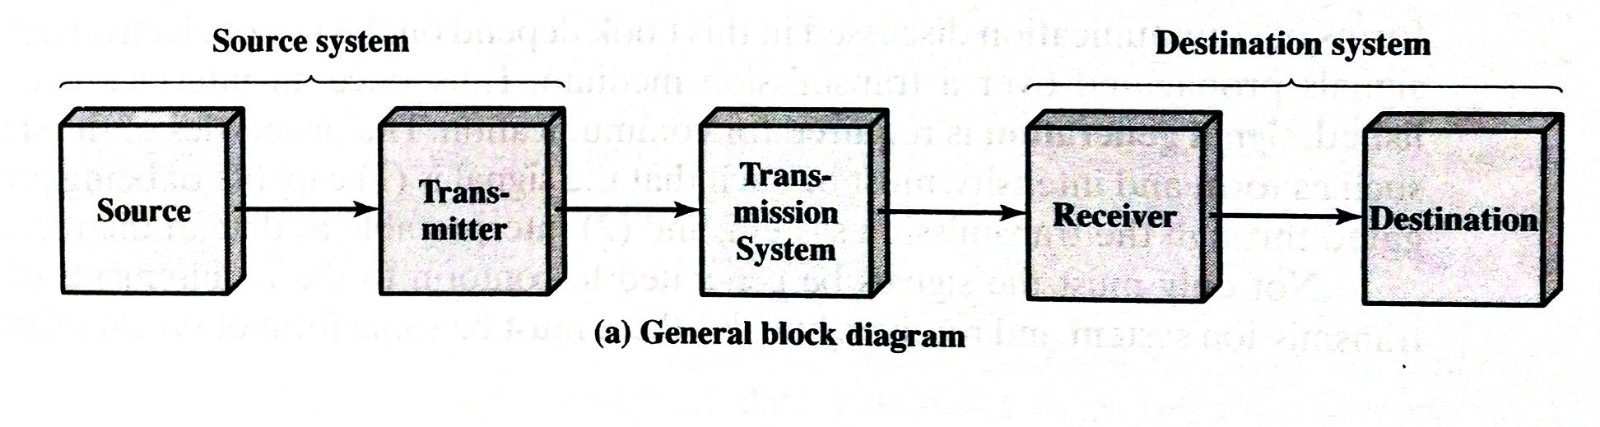 Source system
Destination system
Source
Trans-
mitter
Trans-
mission
System
Receiver
Destination
(a) General block diagram